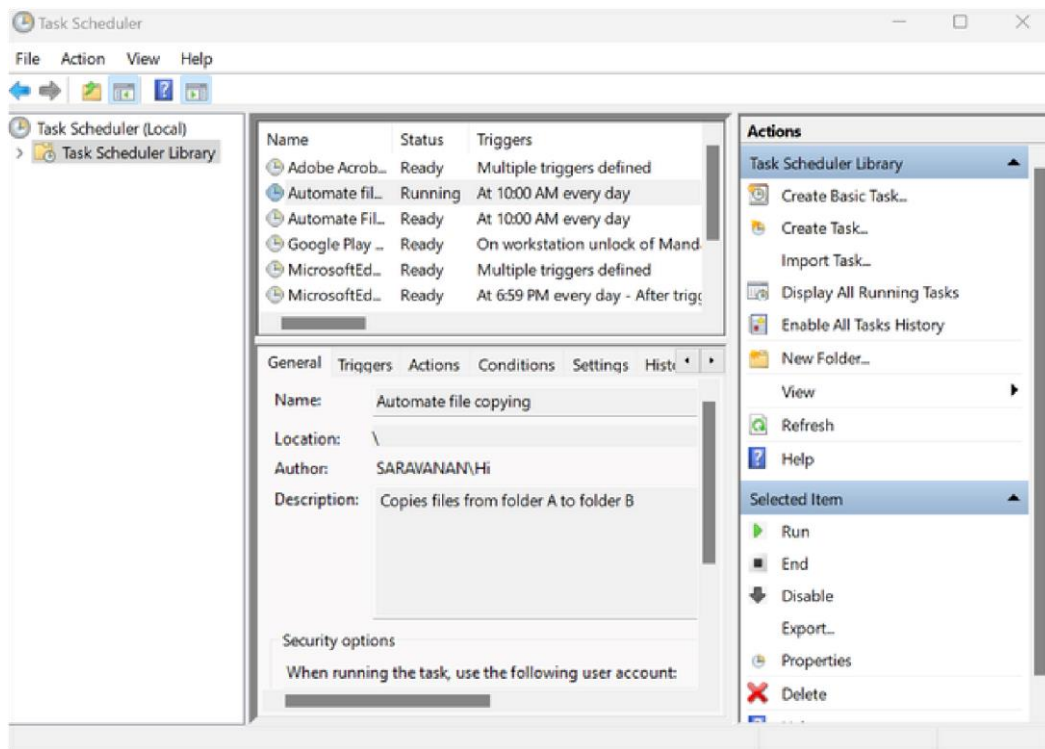 Task Scheduler
File Action View Help
Task Scheduler (Local)
Task Scheduler Library
Name Status Triggers
Adobe Acrob... Ready Multiple triggers defined
Automate fil... Running At 10:00 AM every day
Automate Fil... Ready At 10:00 AM every day
Google Play ... Ready On workstation unlock of Mand
MicrosoftEd... Ready Multiple triggers defined
MicrosoftEd... Ready At 6:59 PM every day - After trigg
General Triggers Actions Conditions Settings Histo
Name: Automate file copying
Location: \
Author: SARAVANAN\Hi
Description: Copies files from folder A to folder B
Security options
When running the task, use the following user account:
Actions
Task Scheduler Library
Create Basic Task...
Create Task...
Import Task...
Display All Running Tasks
Enable All Tasks History
New Folder...
View
Refresh
Help
Selected Item
Run
End
Disable
Export...
Properties
Delete